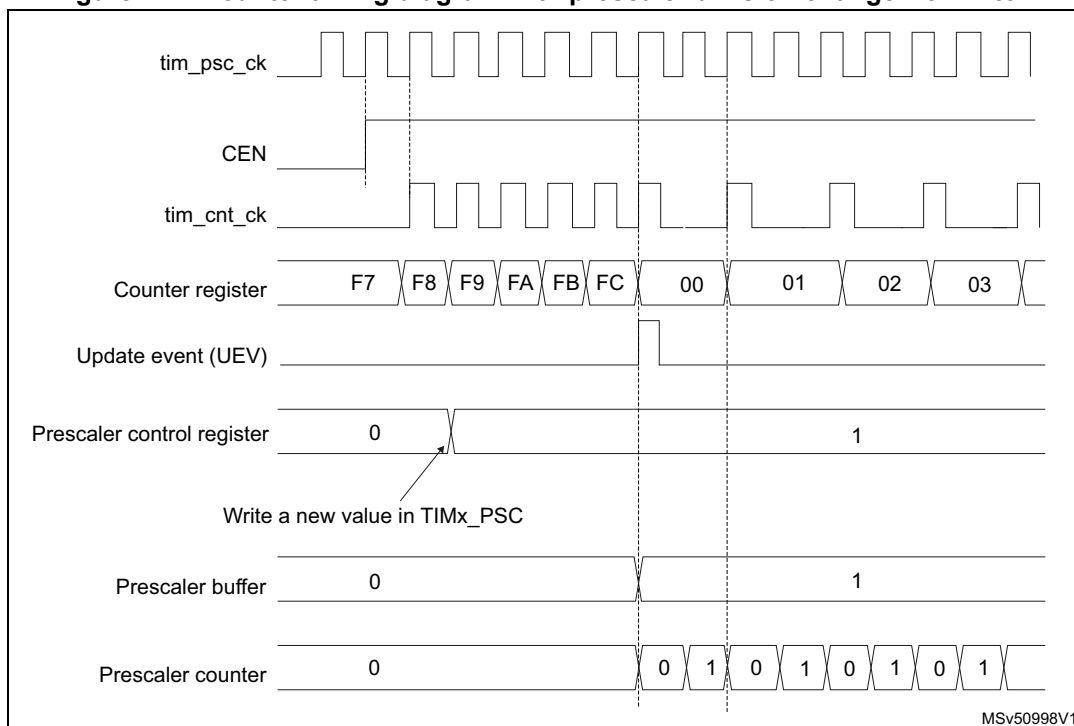 tim_psc_ck
CEN
tim_cnt_ck
Counter register F7 F8 F9 FA FB FC 00 01 02 03
Update event (UEV)
Prescaler control register 0 1
Write a new value in TIMx_PSC
Prescaler buffer 0 1
Prescaler counter 0 0 1 0 1 0 1 0 1
MSv50998V1